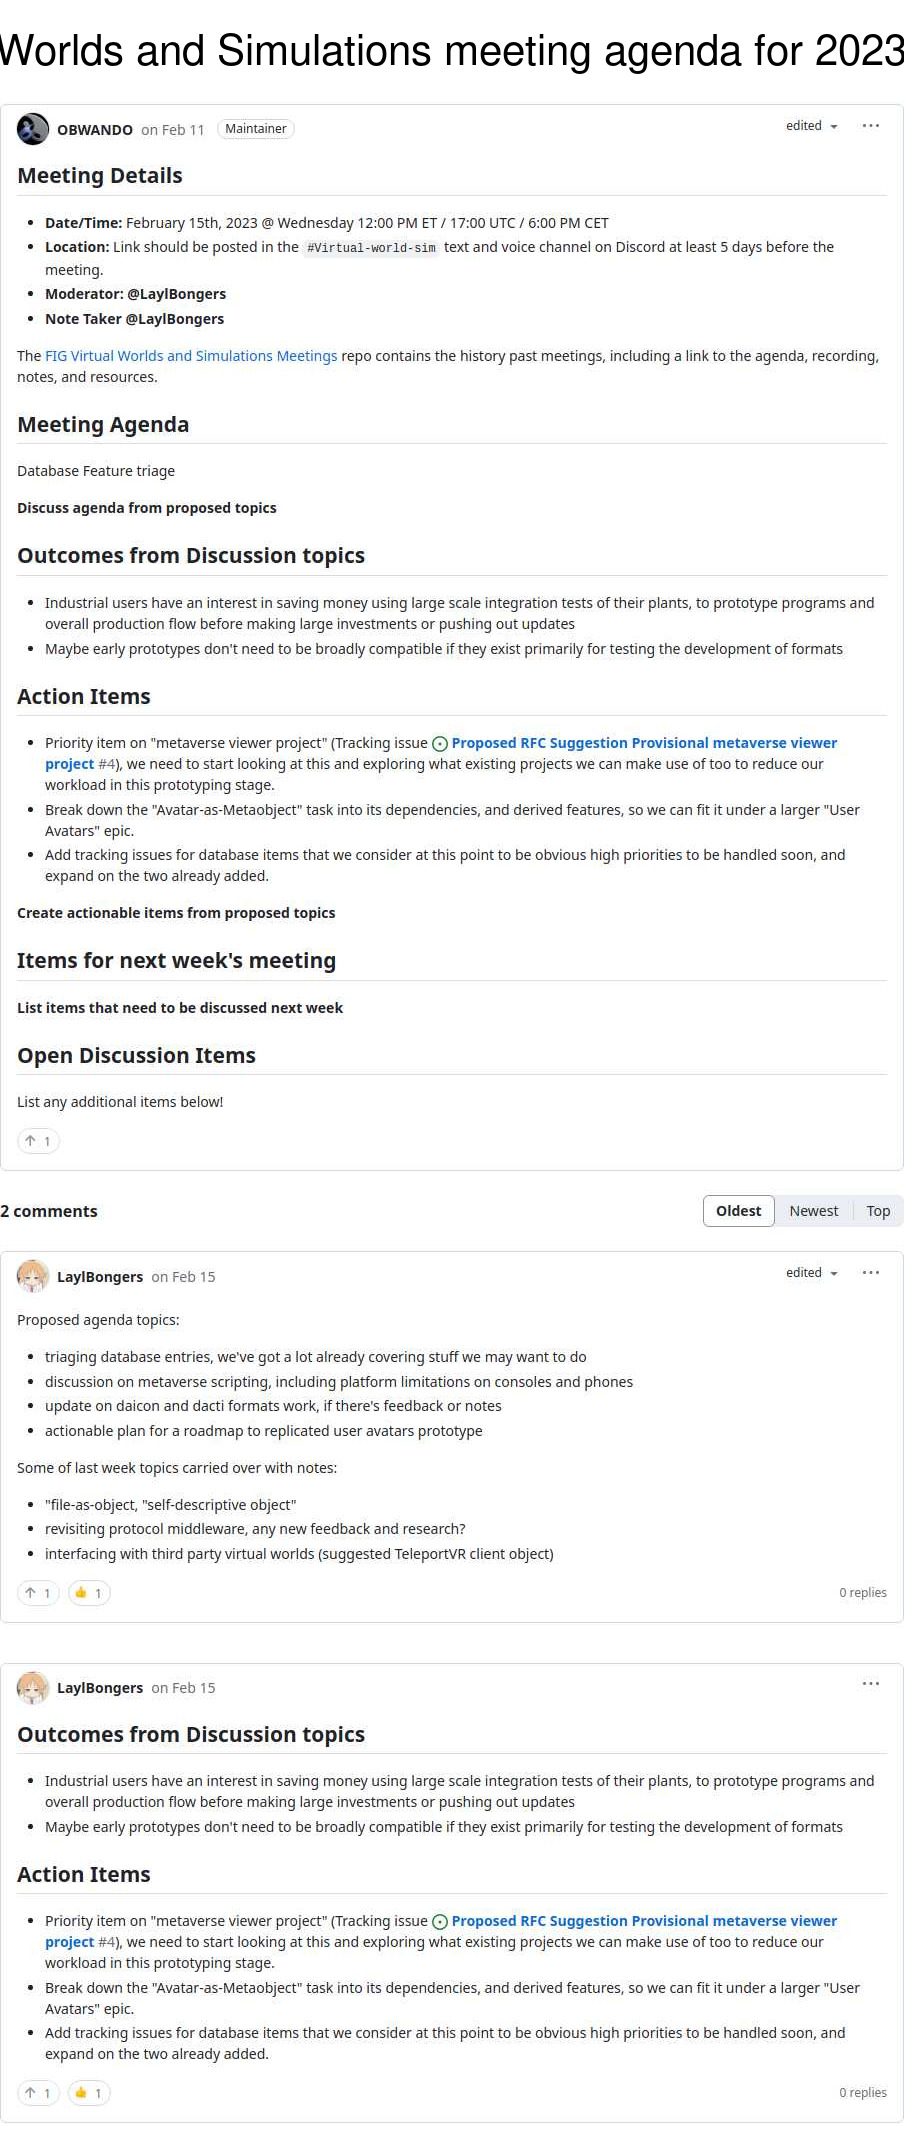 Worlds and Simulations meeting agenda for 2023
OBWANDO on Feb 11 Maintainer edited ...
Meeting Details
• Date/Time: February 15th, 2023 @ Wednesday 12:00 PM ET / 17:00 UTC / 6:00 PM CET
• Location: Link should be posted in the #Virtual-world-sim text and voice channel on Discord at least 5 days before the
meeting.
• Moderator: @LaylBongers
• Note Taker @LaylBongers
The FIG Virtual Worlds and Simulations Meetings repo contains the history past meetings, including a link to the agenda, recording,
notes, and resources.
Meeting Agenda
Database Feature triage
Discuss agenda from proposed topics
Outcomes from Discussion topics
• Industrial users have an interest in saving money using large scale integration tests of their plants, to prototype programs and
overall production flow before making large investments or pushing out updates
• Maybe early prototypes don't need to be broadly compatible if they exist primarily for testing the development of formats
Action Items
• Priority item on "metaverse viewer project" (Tracking issue Proposed RFC Suggestion Provisional metaverse viewer
project #4), we need to start looking at this and exploring what existing projects we can make use of too to reduce our
workload in this prototyping stage.
• Break down the "Avatar-as-Metaobject" task into its dependencies, and derived features, so we can fit it under a larger "User
Avatars" epic.
• Add tracking issues for database items that we consider at this point to be obvious high priorities to be handled soon, and
expand on the two already added.
Create actionable items from proposed topics
Items for next week's meeting
List items that need to be discussed next week
Open Discussion Items
List any additional items below!
↑ 1
2 comments Oldest Newest Top
LaylBongers on Feb 15 edited ...
Proposed agenda topics:
• triaging database entries, we've got a lot already covering stuff we may want to do
• discussion on metaverse scripting, including platform limitations on consoles and phones
• update on daicon and dacti formats work, if there's feedback or notes
• actionable plan for a roadmap to replicated user avatars prototype
Some of last week topics carried over with notes:
• "file-as-object, "self-descriptive object"
• revisiting protocol middleware, any new feedback and research?
• interfacing with third party virtual worlds (suggested TeleportVR client object)
↑ 1 👍 1 0 replies
LaylBongers on Feb 15 ...
Outcomes from Discussion topics
• Industrial users have an interest in saving money using large scale integration tests of their plants, to prototype programs and
overall production flow before making large investments or pushing out updates
• Maybe early prototypes don't need to be broadly compatible if they exist primarily for testing the development of formats
Action Items
• Priority item on "metaverse viewer project" (Tracking issue Proposed RFC Suggestion Provisional metaverse viewer
project #4), we need to start looking at this and exploring what existing projects we can make use of too to reduce our
workload in this prototyping stage.
• Break down the "Avatar-as-Metaobject" task into its dependencies, and derived features, so we can fit it under a larger "User
Avatars" epic.
• Add tracking issues for database items that we consider at this point to be obvious high priorities to be handled soon, and
expand on the two already added.
↑ 1 👍 1 0 replies